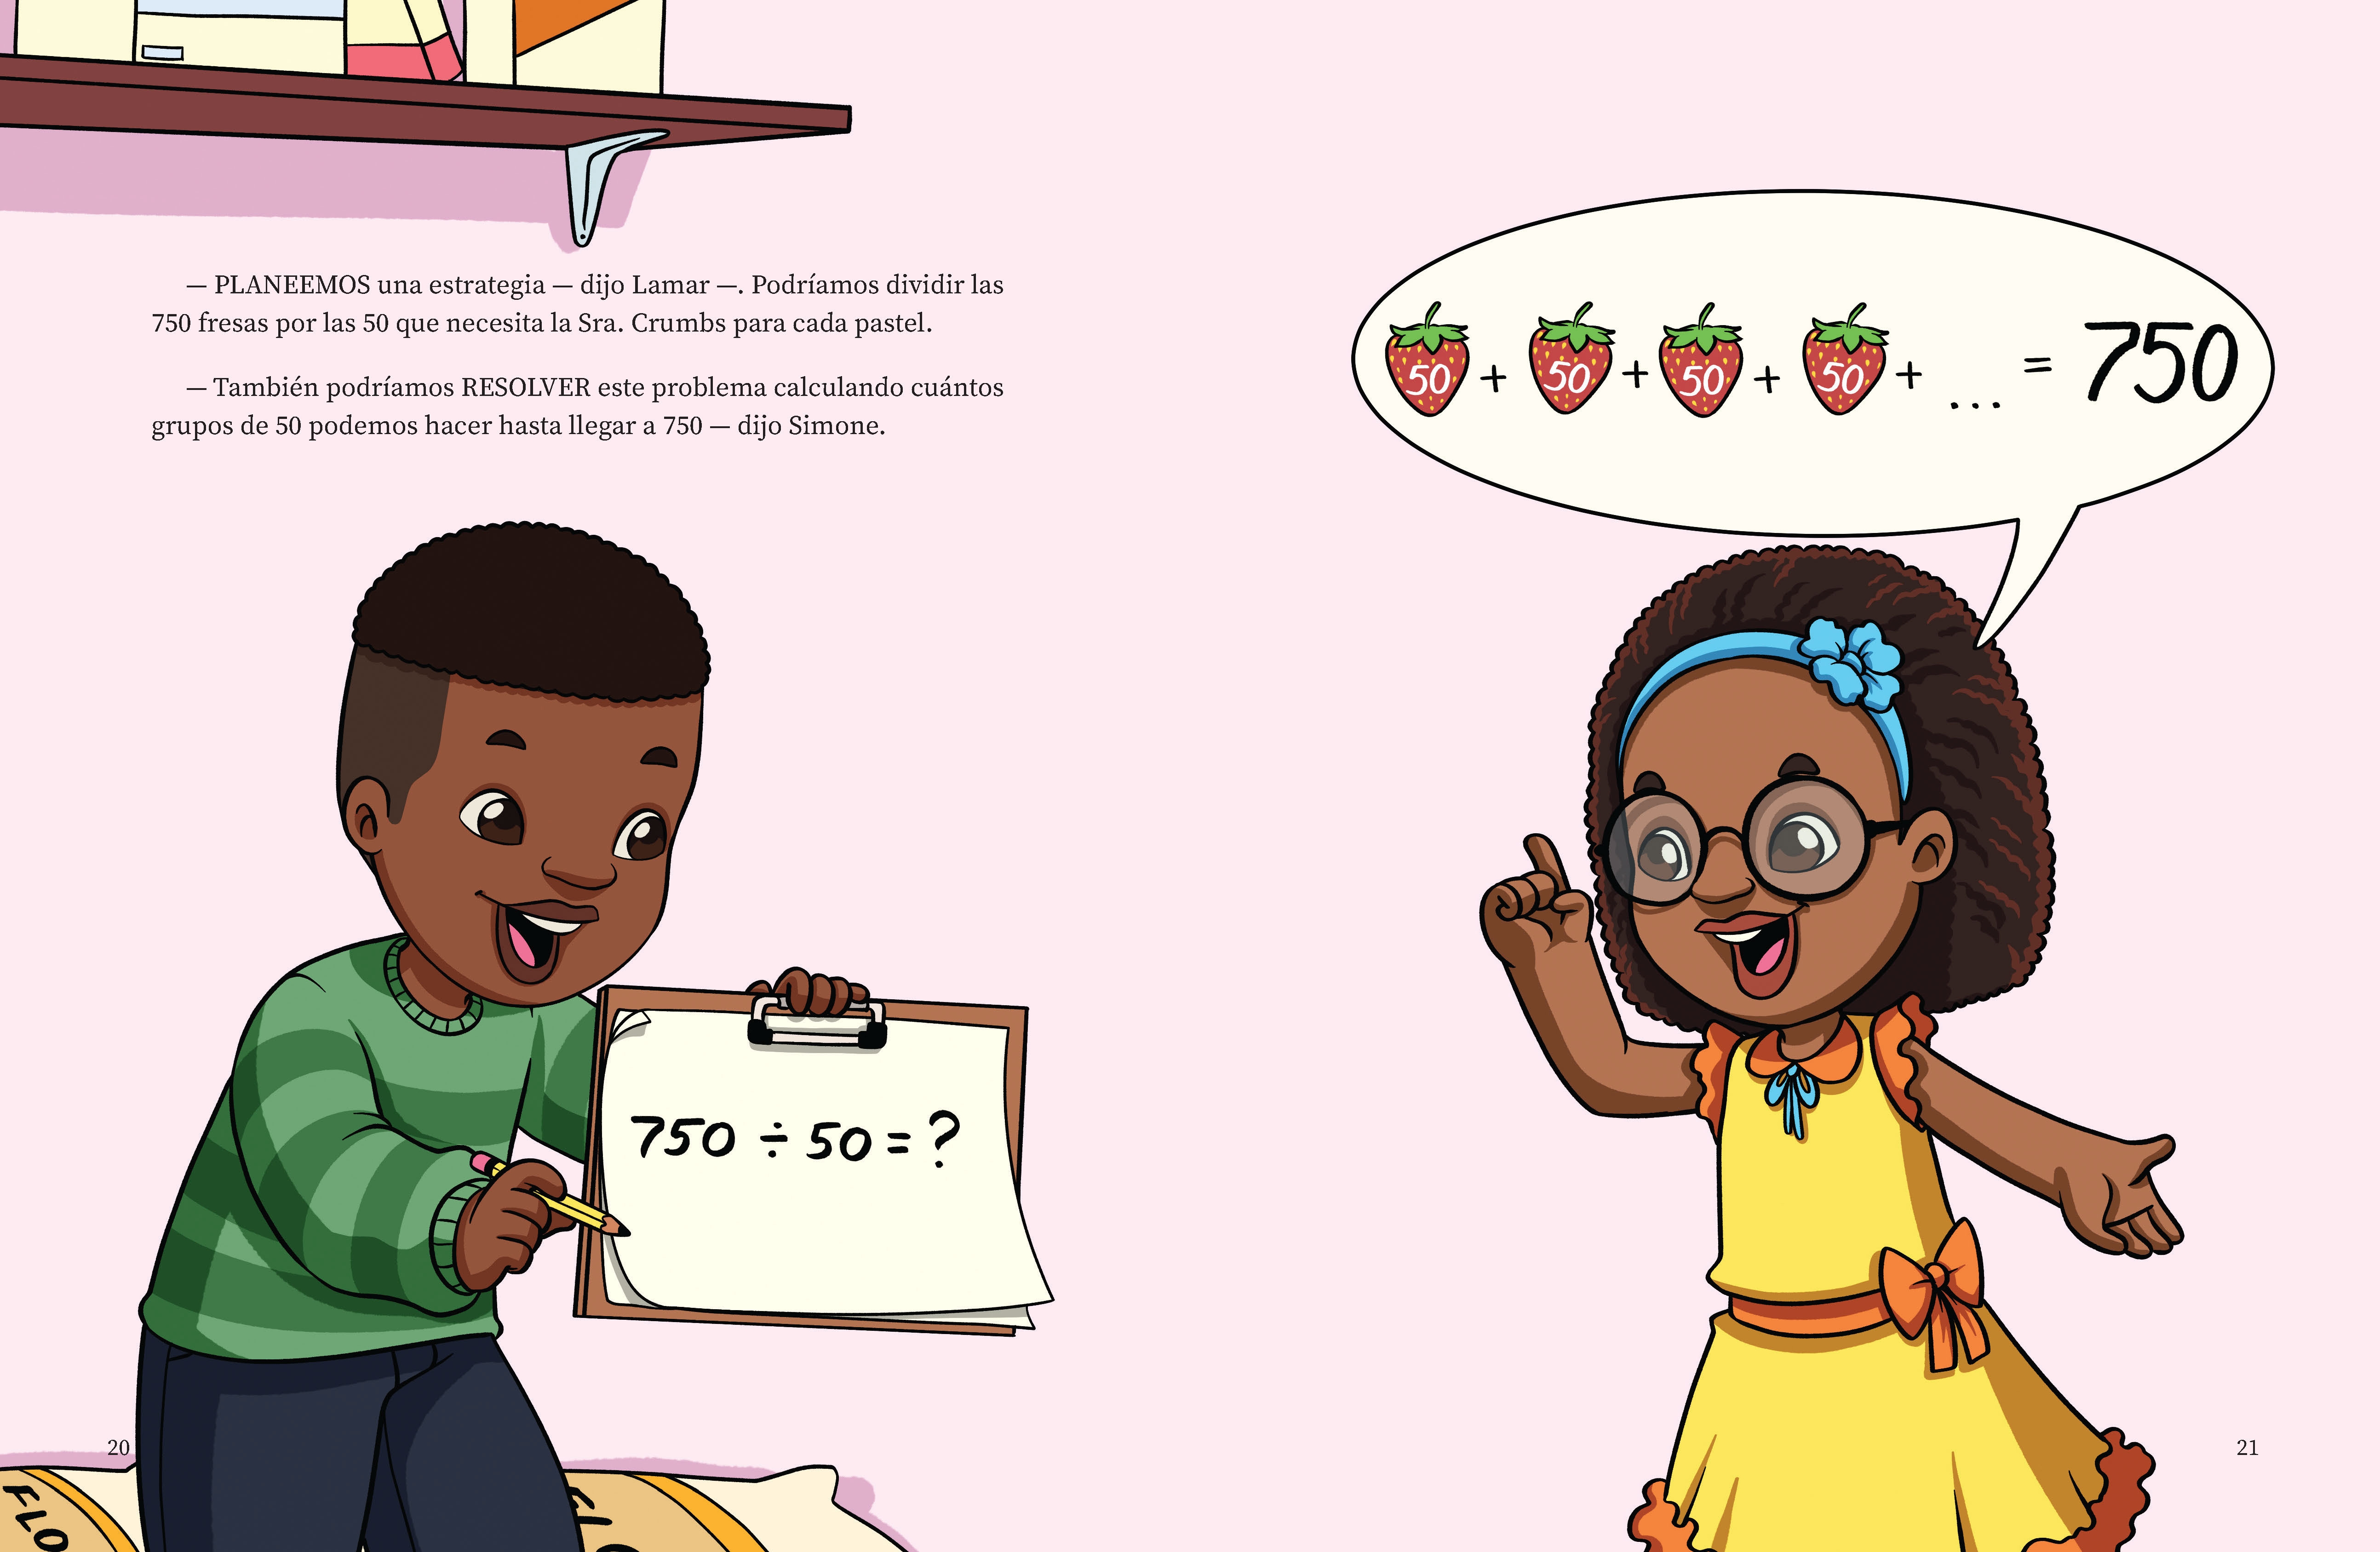 — PLANEEMOS una estrategia — dijo Lamar —. Podríamos dividir las
750 fresas por las 50 que necesita la Sra. Crumbs para cada pastel.
— También podríamos RESOLVER este problema calculando cuántos
grupos de 50 podemos hacer hasta llegar a 750 — dijo Simone.
750 ÷ 50 = ?
20
FLO
50 + 50 + 50 + 50 + ... = 750
21